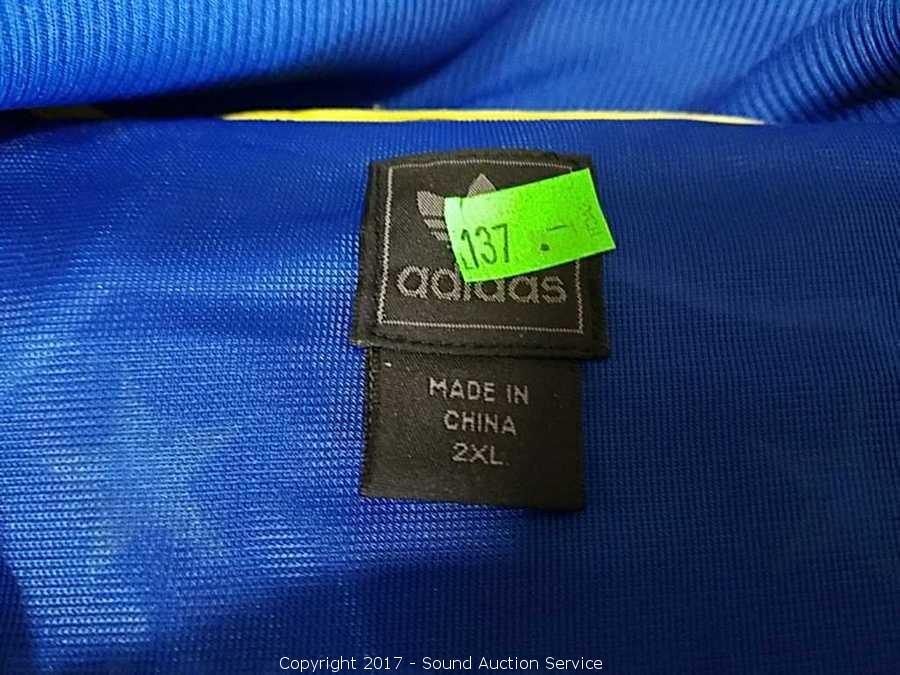 137
adidas
MADE IN
CHINA
2XL
Copyright 2017 - Sound Auction Service